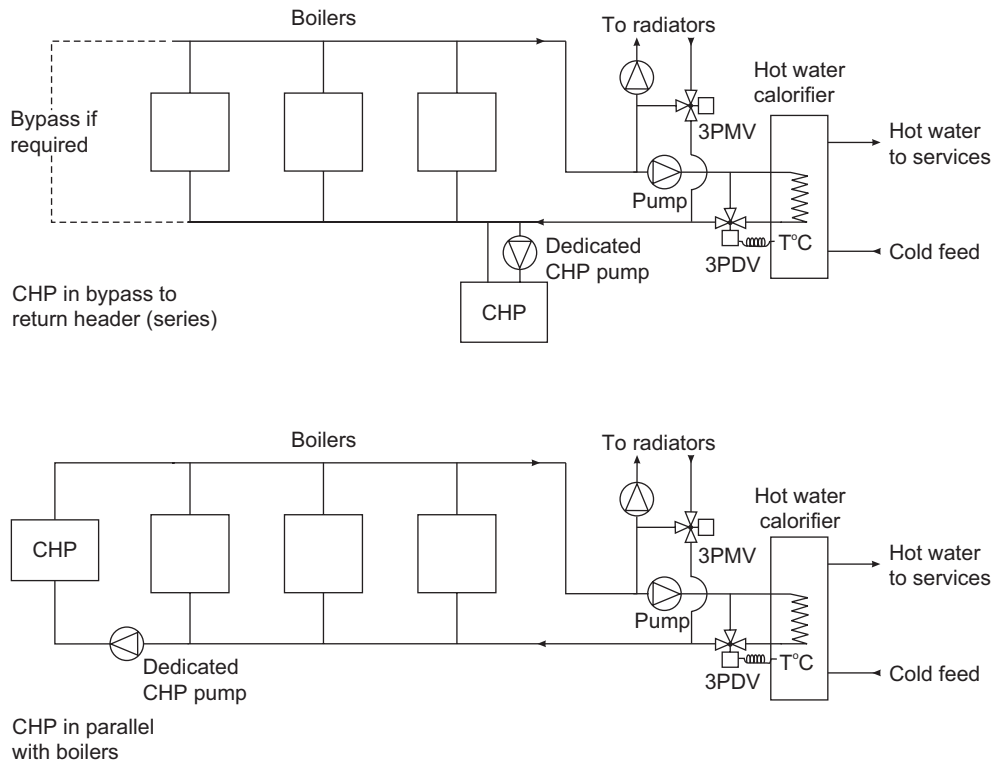 Boilers
To radiators
Hot water
calorifier
Bypass if
required
3PMV
Hot water
to services
Pump
Dedicated
CHP pump
3PDV
T°C
Cold feed
CHP in bypass to
return header (series)
CHP
Boilers
To radiators
Hot water
calorifier
CHP
3PMV
Hot water
to services
Pump
Dedicated
CHP pump
3PDV
T°C
Cold feed
CHP in parallel
with boilers